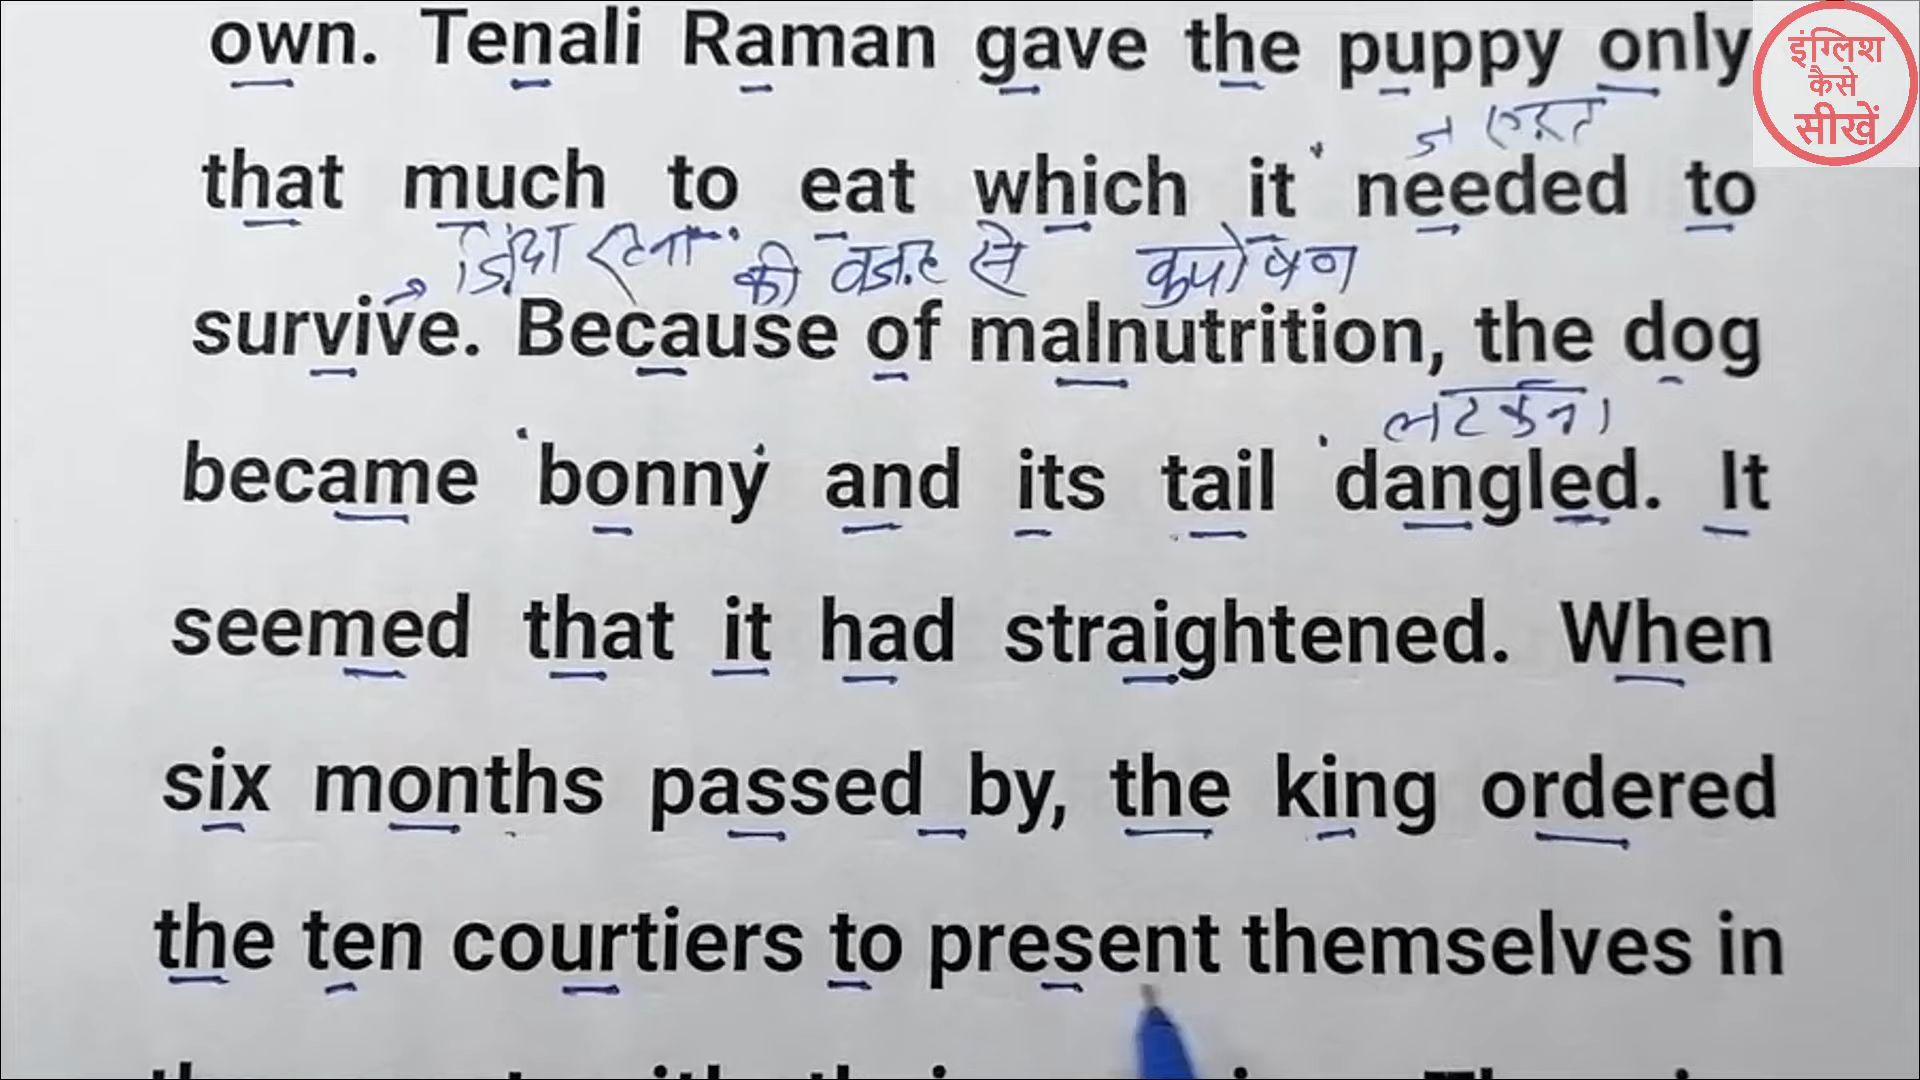 own. Tenali Raman gave the puppy only
इंग्लिश
कैसे
सीखें
जरूरत
that much to eat which it needed to
जिंदा रहना की वजह से कुपोषण
survive. Because of malnutrition, the dog
लटकना
became bonny and its tail dangled. It
seemed that it had straightened. When
six months passed by, the king ordered
the ten courtiers to present themselves in